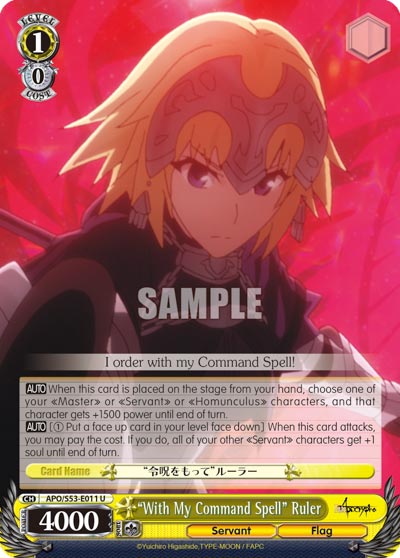 LEVEL
1
0
COST
SAMPLE
I order with my Command Spell!
AUTO When this card is placed on the stage from your hand, choose one of
your «Master» or «Servant» or «Homunculus» characters, and that
character gets +1500 power until end of turn.
AUTO [① Put a face up card in your level face down] When this card attacks,
you may pay the cost. If you do, all of your other «Servant» characters get +1
soul until end of turn.
Card Name
“令呪をもって”ルーラー
CH APO/S53-E011 U
POWER 4000 SOUL
“With My Command Spell” Ruler
Apocrypha
Servant
Flag
©Yuichiro Higashide,TYPE-MOON / FAPC